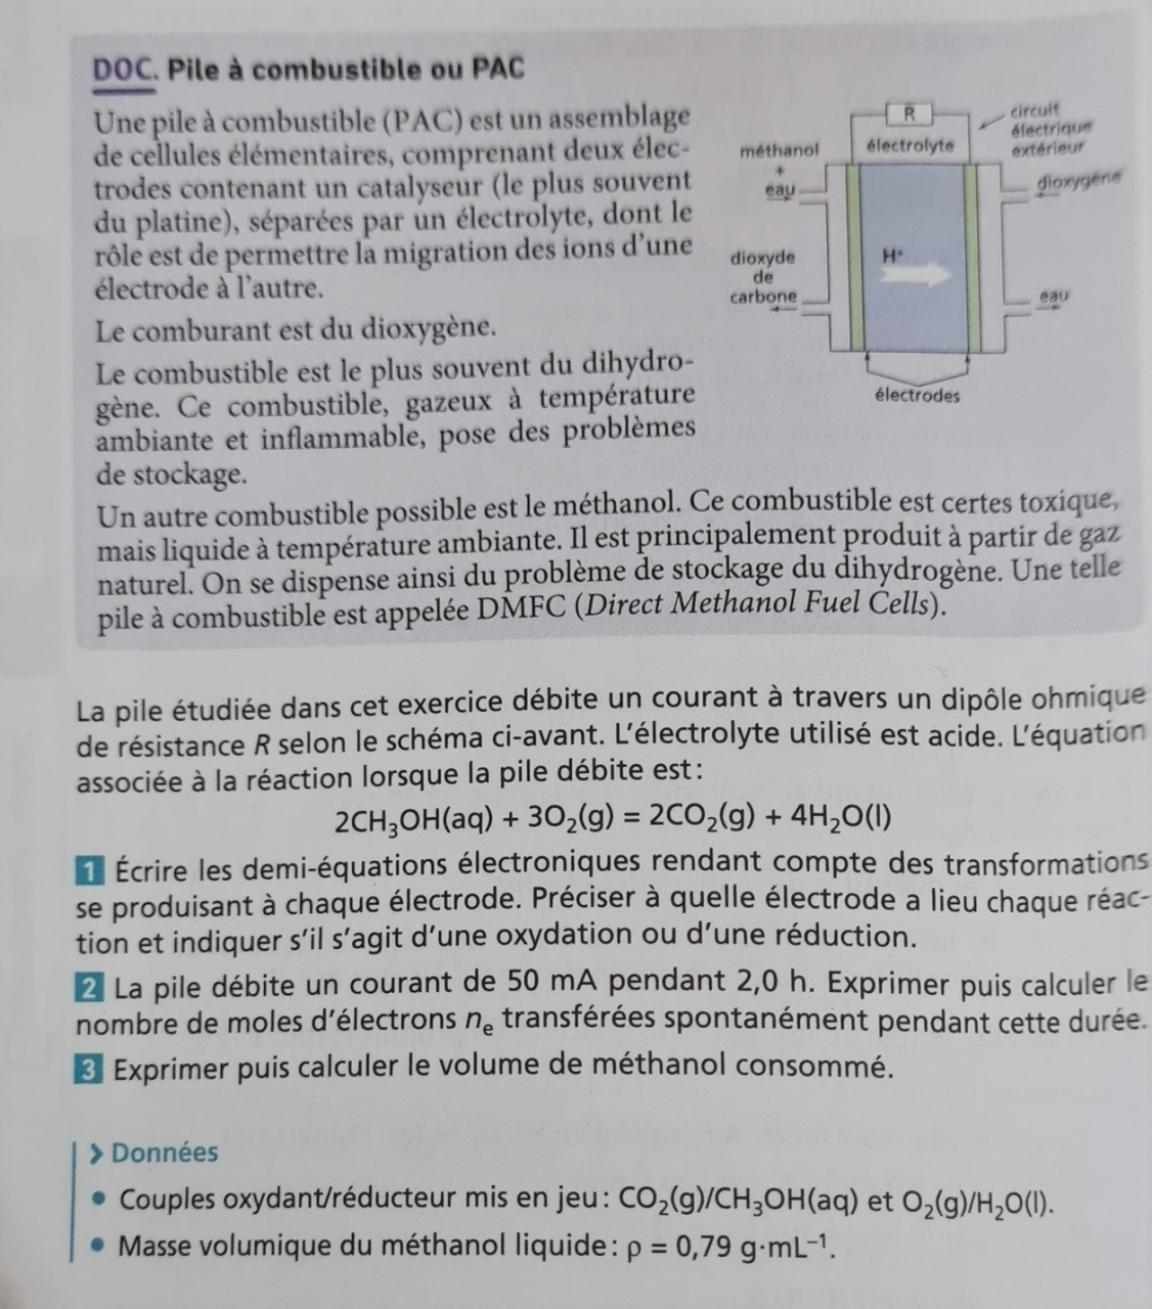 DOC. Pile à combustible ou PAC
Une pile à combustible (PAC) est un assemblage
de cellules élémentaires, comprenant deux élec-
trodes contenant un catalyseur (le plus souvent
du platine), séparées par un électrolyte, dont le
rôle est de permettre la migration des ions d'une
électrode à l'autre.
Le comburant est du dioxygène.
Le combustible est le plus souvent du dihydro-
gène. Ce combustible, gazeux à température
ambiante et inflammable, pose des problèmes
de stockage.
R
circuit
électrique
extérieur
méthanol
+
eau
électrolyte
dioxygène
dioxyde
de
carbone
H⁺
eau
électrodes
Un autre combustible possible est le méthanol. Ce combustible est certes toxique,
mais liquide à température ambiante. Il est principalement produit à partir de gaz
naturel. On se dispense ainsi du problème de stockage du dihydrogène. Une telle
pile à combustible est appelée DMFC (Direct Methanol Fuel Cells).
La pile étudiée dans cet exercice débite un courant à travers un dipôle ohmique
de résistance R selon le schéma ci-avant. L'électrolyte utilisé est acide. L'équation
associée à la réaction lorsque la pile débite est :
2CH₃OH(aq) + 3O₂(g) = 2CO₂(g) + 4H₂O(l)
1 Écrire les demi-équations électroniques rendant compte des transformations
se produisant à chaque électrode. Préciser à quelle électrode a lieu chaque réac-
tion et indiquer s'il s'agit d'une oxydation ou d'une réduction.
2 La pile débite un courant de 50 mA pendant 2,0 h. Exprimer puis calculer le
nombre de moles d'électrons nₑ transférées spontanément pendant cette durée.
3 Exprimer puis calculer le volume de méthanol consommé.
> Données
• Couples oxydant/réducteur mis en jeu : CO₂(g)/CH₃OH(aq) et O₂(g)/H₂O(l).
• Masse volumique du méthanol liquide : ρ = 0,79 g·mL⁻¹.